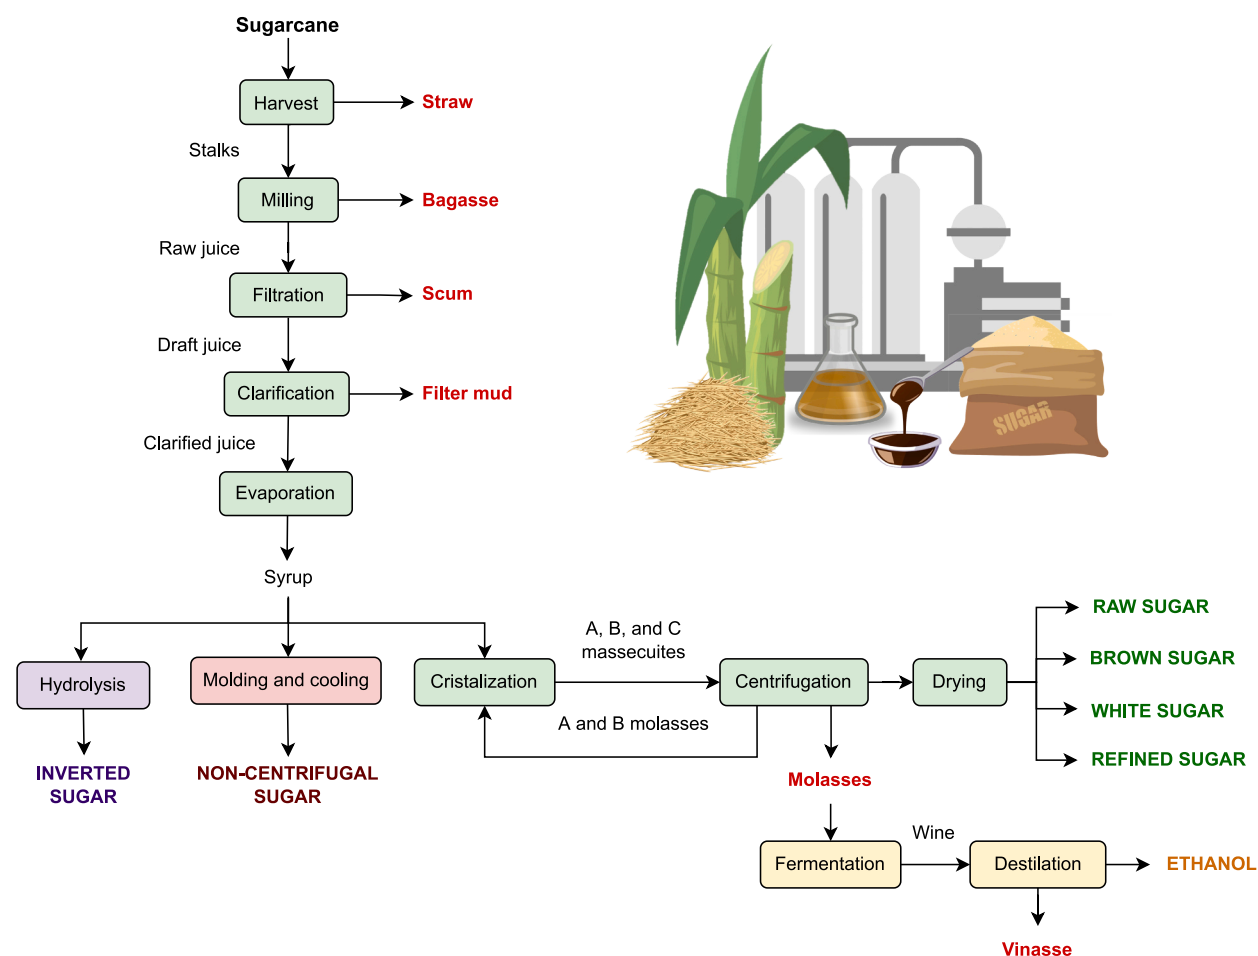 Sugarcane
Harvest
Straw
Stalks
Milling
Bagasse
Raw juice
Filtration
Scum
Draft juice
Clarification
Filter mud
Clarified juice
Evaporation
Syrup
SUGAR
Hydrolysis
INVERTED
SUGAR
Molding and cooling
NON-CENTRIFUGAL
SUGAR
Cristalization
A, B, and C
massecuites
A and B molasses
Centrifugation
Drying
RAW SUGAR
BROWN SUGAR
WHITE SUGAR
REFINED SUGAR
Molasses
Fermentation
Wine
Destilation
ETHANOL
Vinasse